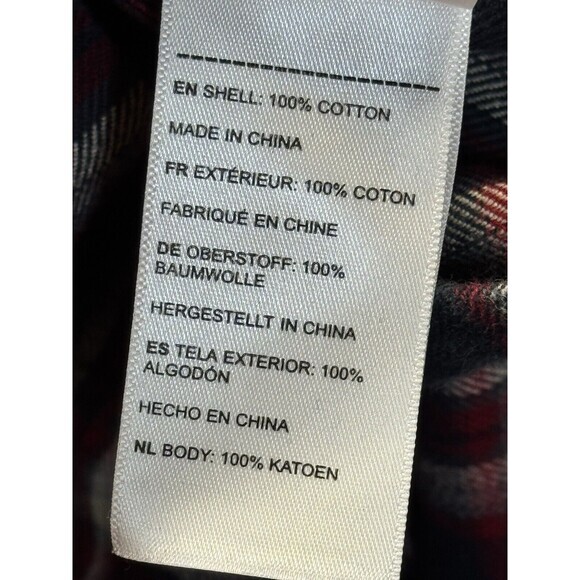 EN SHELL: 100% COTTON
MADE IN CHINA
FR EXTÉRIEUR: 100% COTON
FABRIQUÉ EN CHINE
DE OBERSTOFF: 100%
BAUMWOLLE
HERGESTELLT IN CHINA
ES TELA EXTERIOR: 100%
ALGODÓN
HECHO EN CHINA
NL BODY: 100% KATOEN